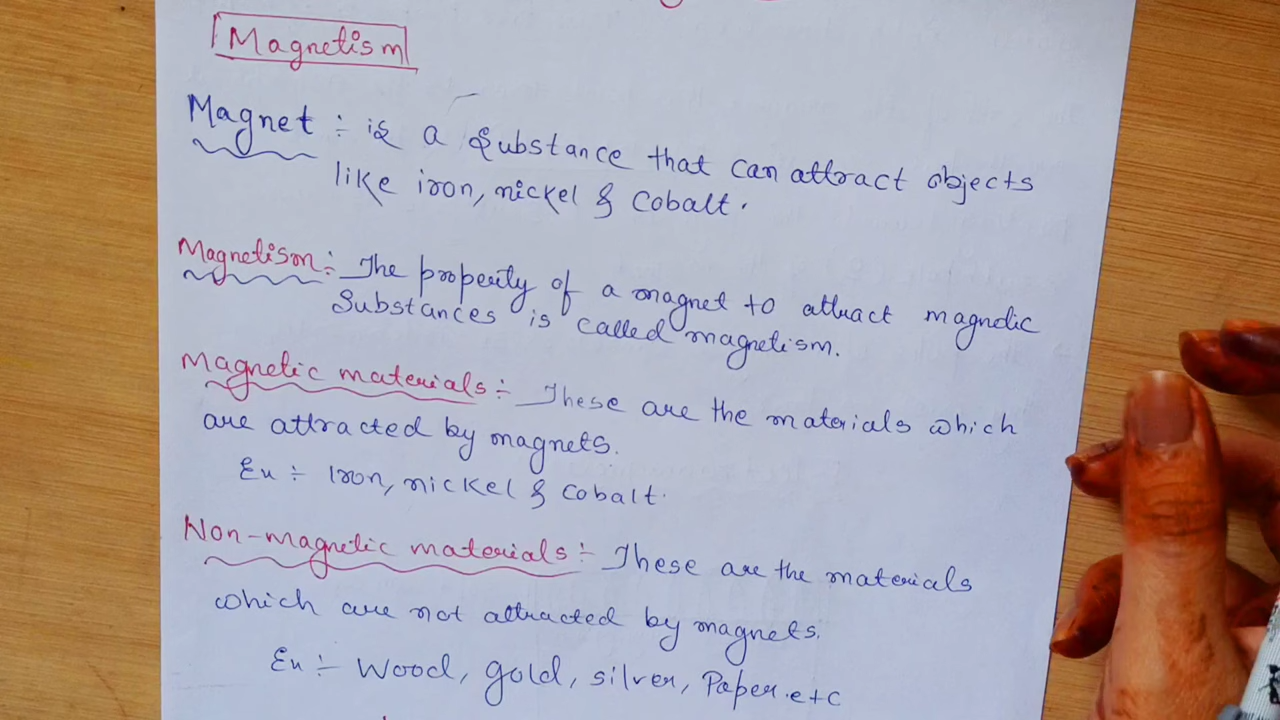 Magnetism
Magnet :- is a substance that can attract objects
like iron, nickel & Cobalt.
Magnetism :- The property of a magnet to attract magnetic
Substances is called magnetism.
Magnetic materials :- These are the materials which
are attracted by magnets.
Ex :- Iron, nickel & Cobalt.
Non-magnetic materials :- These are the materials
which are not attracted by magnets.
Ex :- Wood, gold, silver, Paper.etc